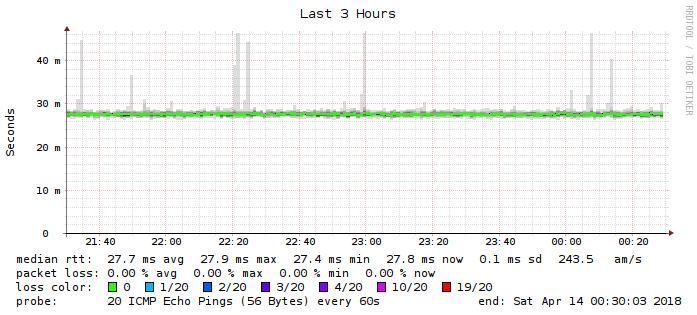 Last 3 Hours
RRDTOOL / TOBI OETIKER
Seconds
40 m
30 m
20 m
10 m
0
21:40 22:00 22:20 22:40 23:00 23:20 23:40 00:00 00:20
median rtt: 27.7 ms avg 27.9 ms max 27.4 ms min 27.8 ms now 0.1 ms sd 243.5 am/s
packet loss: 0.00 % avg 0.00 % max 0.00 % min 0.00 % now
loss color: 0 1/20 2/20 3/20 4/20 10/20 19/20
probe: 20 ICMP Echo Pings (56 Bytes) every 60s end: Sat Apr 14 00:30:03 2018